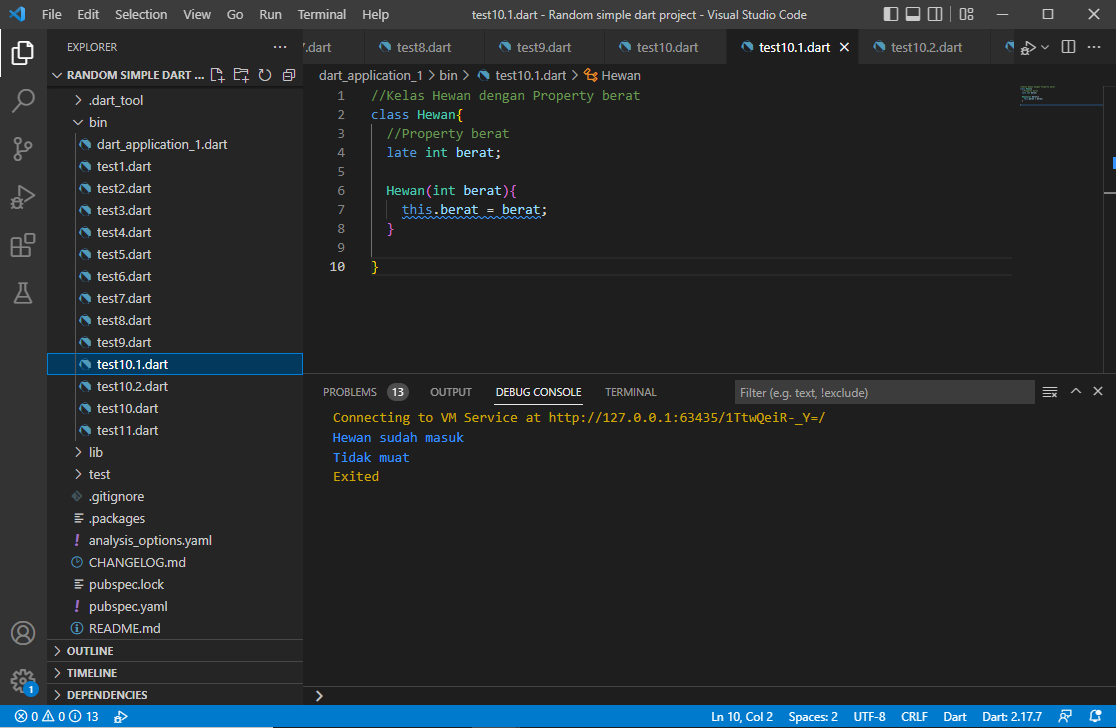 File Edit Selection View Go Run Terminal Help test10.1.dart - Random simple dart project - Visual Studio Code
EXPLORER
RANDOM SIMPLE DART ...
.dart_tool
bin
dart_application_1.dart
test1.dart
test2.dart
test3.dart
test4.dart
test5.dart
test6.dart
test7.dart
test8.dart
test9.dart
test10.1.dart
test10.2.dart
test10.dart
test11.dart
lib
test
.gitignore
.packages
analysis_options.yaml
CHANGELOG.md
pubspec.lock
pubspec.yaml
README.md
OUTLINE
TIMELINE
DEPENDENCIES
.dart test8.dart test9.dart test10.dart test10.1.dart test10.2.dart
dart_application_1 > bin > test10.1.dart > Hewan
1 //Kelas Hewan dengan Property berat
2 class Hewan{
3 //Property berat
4 late int berat;
5
6 Hewan(int berat){
7 this.berat = berat;
8 }
9
10 }
PROBLEMS 13 OUTPUT DEBUG CONSOLE TERMINAL Filter (e.g. text, !exclude)
Connecting to VM Service at http://127.0.0.1:63435/1TtwQeiR-_Y=/
Hewan sudah masuk
Tidak muat
Exited
1
0 0 13 Ln 10, Col 2 Spaces: 2 UTF-8 CRLF Dart Dart: 2.17.7